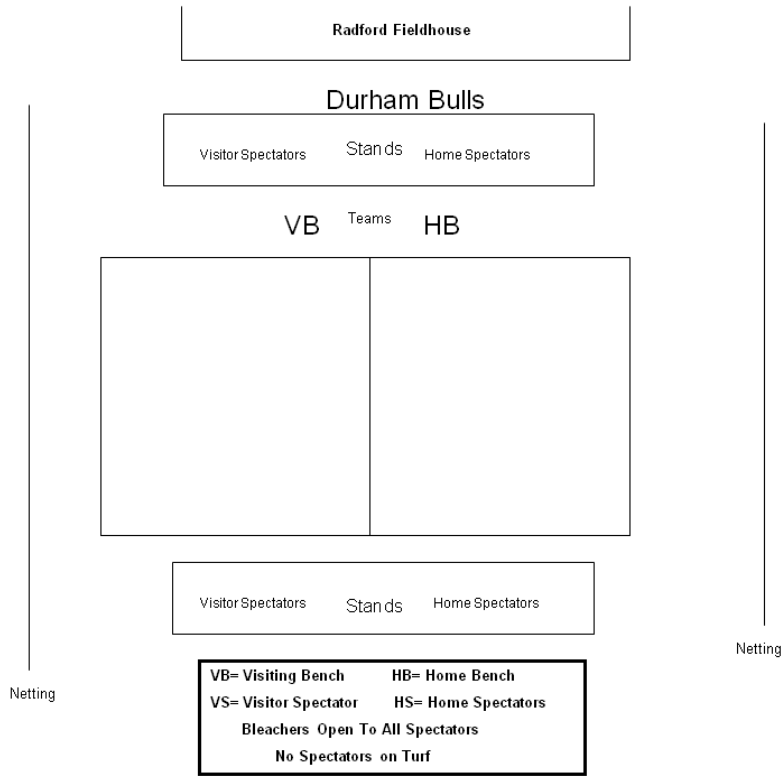 Radford Fieldhouse
Durham Bulls
Visitor Spectators Stands Home Spectators
VB Teams HB
Visitor Spectators Stands Home Spectators
Netting
Netting
VB= Visiting Bench HB= Home Bench
VS= Visitor Spectator HS= Home Spectators
Bleachers Open To All Spectators
No Spectators on Turf